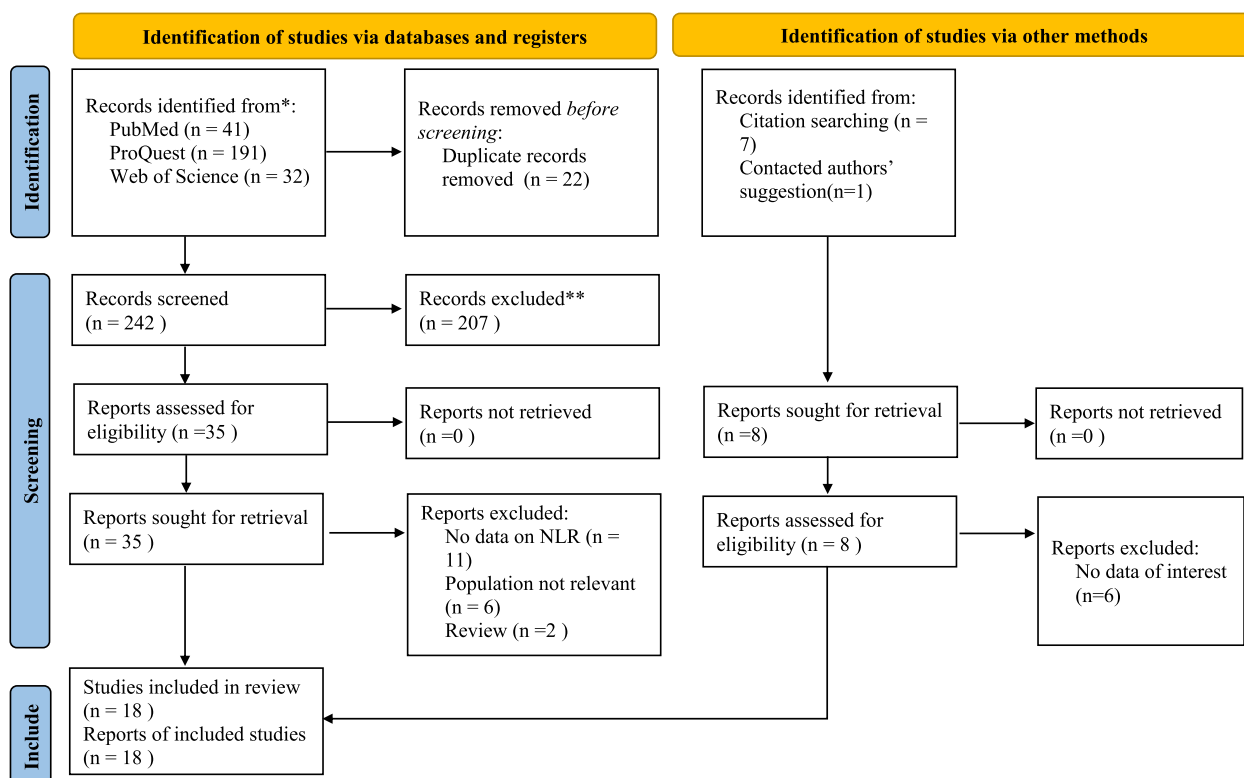 Identification of studies via databases and registers
Identification of studies via other methods
Identification
Records identified from*:
PubMed (n = 41)
ProQuest (n = 191)
Web of Science (n = 32)
Records removed before
screening:
Duplicate records
removed (n = 22)
Records identified from:
Citation searching (n =
7)
Contacted authors’
suggestion(n=1)
Screening
Records screened
(n = 242 )
Records excluded**
(n = 207 )
Reports assessed for
eligibility (n =35 )
Reports not retrieved
(n =0 )
Reports sought for retrieval
(n =8)
Reports not retrieved
(n =0 )
Reports sought for retrieval
(n = 35 )
Reports excluded:
No data on NLR (n =
11)
Population not relevant
(n = 6)
Review (n =2 )
Reports assessed for
eligibility (n = 8 )
Reports excluded:
No data of interest
(n=6)
Include
Studies included in review
(n = 18 )
Reports of included studies
(n = 18 )